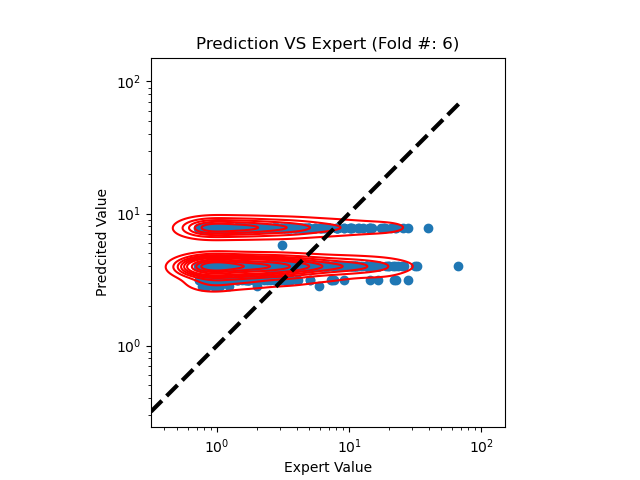 Prediction VS Expert (Fold #: 6)
10²
10¹
10⁰
Predcited Value
10⁰ 10¹ 10²
Expert Value